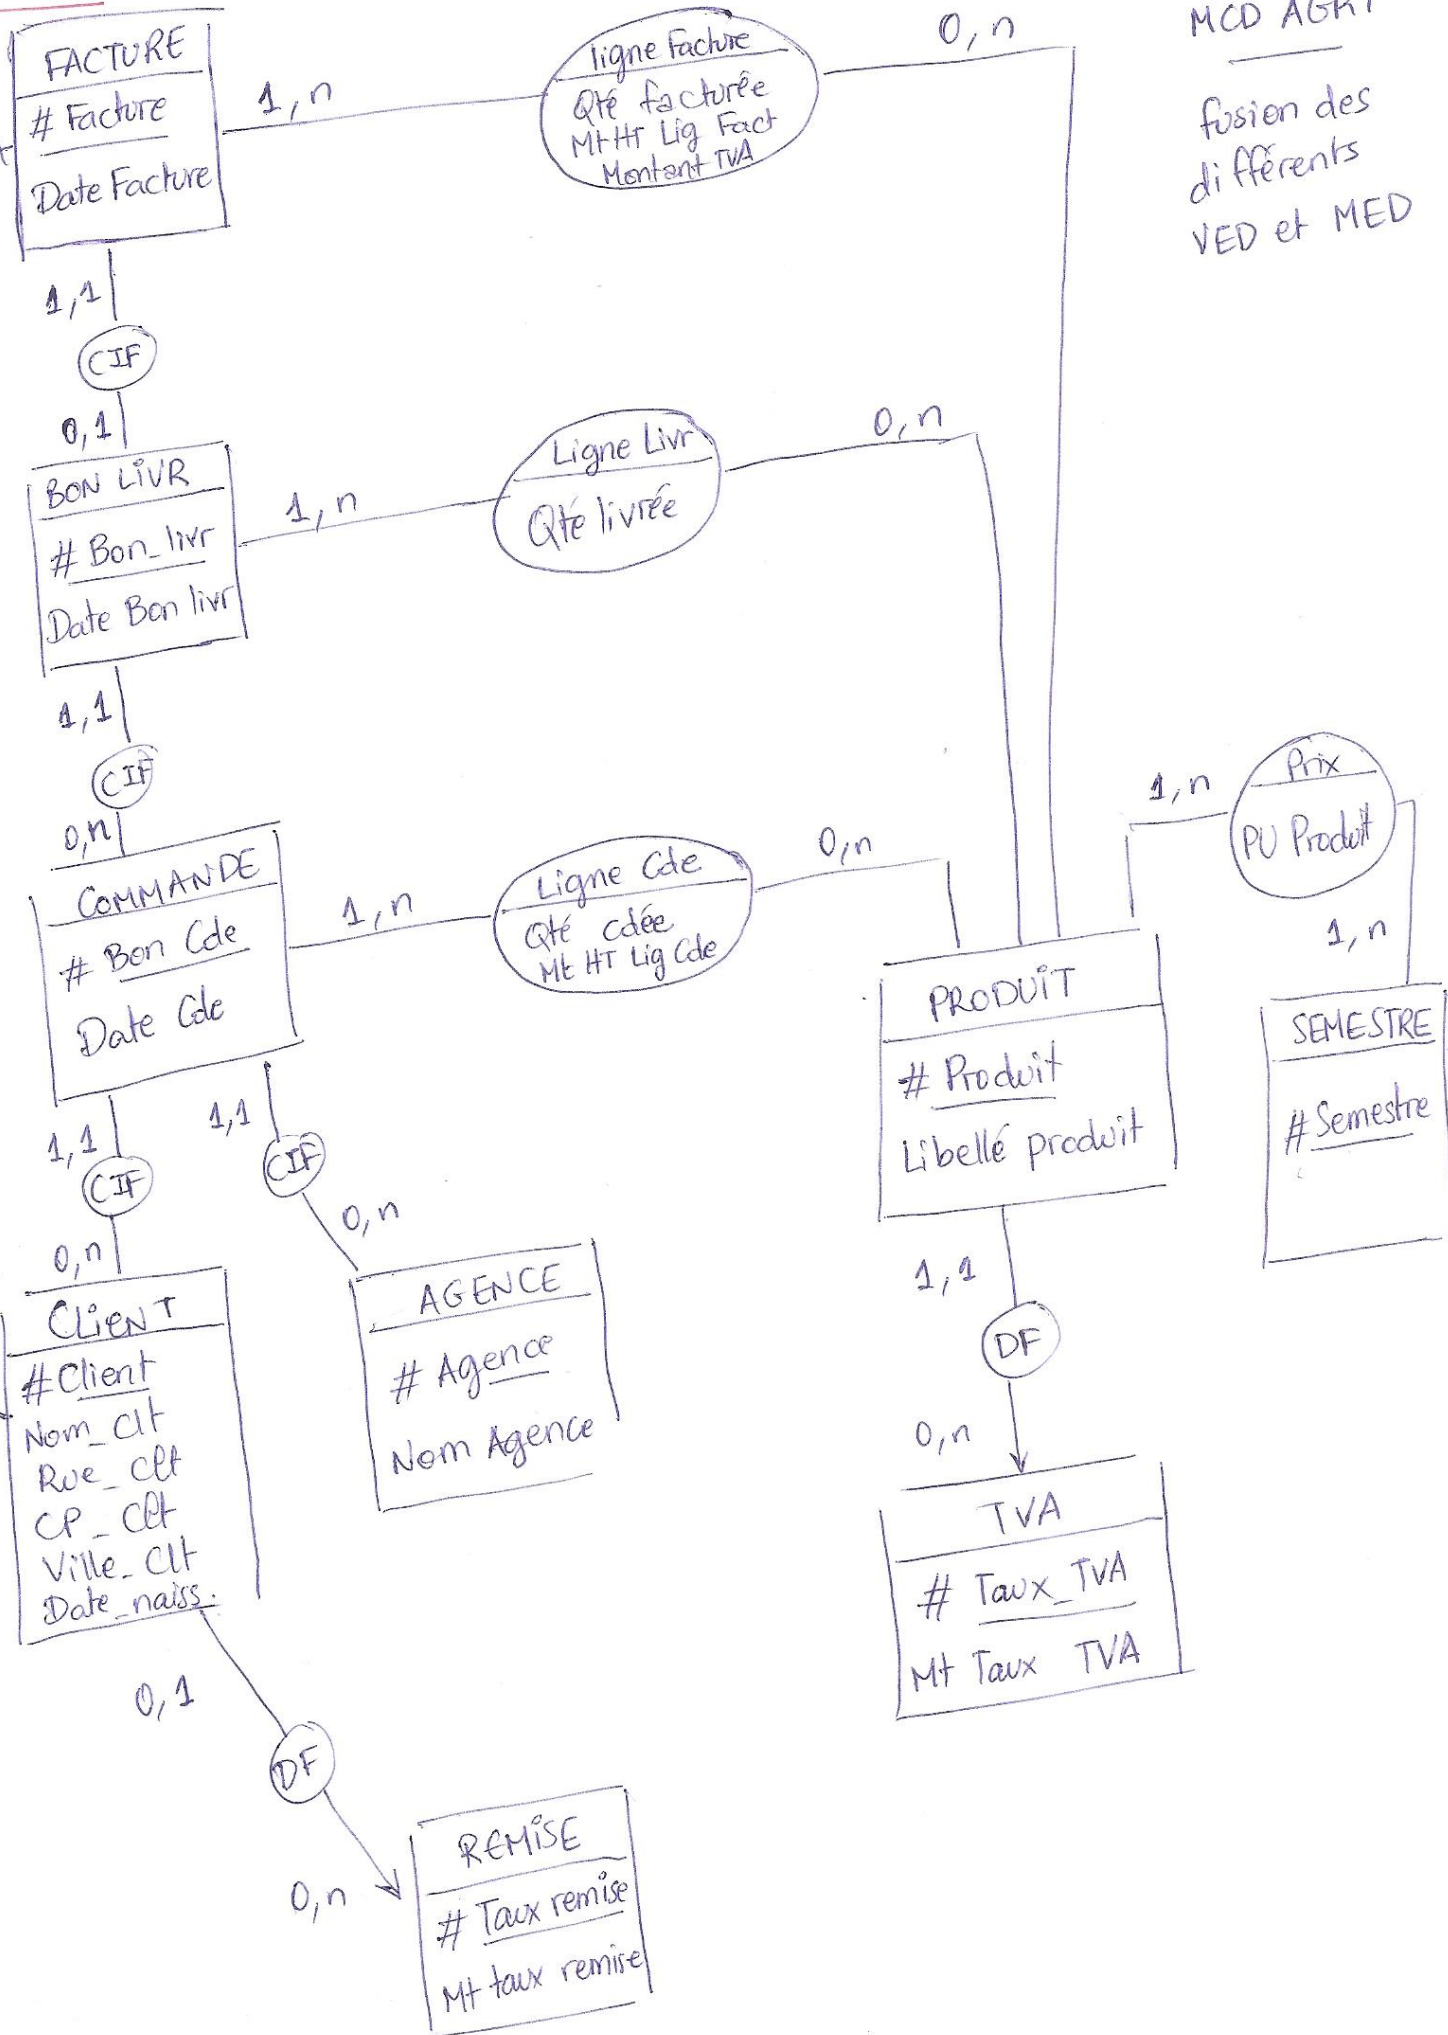 MCD AGRI
fusion des
différents
VED et MED
FACTURE
# Facture
Date Facture
1,n
ligne Facture
Qté facturée
Mt HT Lig Fact
Montant TVA
0,n
1,1
CIF
0,1
BON LIVR
# Bon_livr
Date Bon livr
1,n
Ligne Livr
Qté livrée
0,n
1,1
CIF
0,n
COMMANDE
# Bon Cde
Date Cde
1,n
Ligne Cde
Qté cdée
Mt HT Lig Cde
0,n
1,n
Prix
PU Produit
1,n
PRODUIT
# Produit
Libellé produit
SEMESTRE
# Semestre
1,1
CIF
0,n
1,1
CIF
0,n
CLIENT
# Client
Nom_Clt
Rue_Clt
CP_Clt
Ville_Clt
Date_naiss.
AGENCE
# Agence
Nom Agence
1,1
DF
0,n
TVA
# Taux_TVA
Mt Taux TVA
0,1
DF
0,n
REMISE
# Taux remise
Mt taux remise